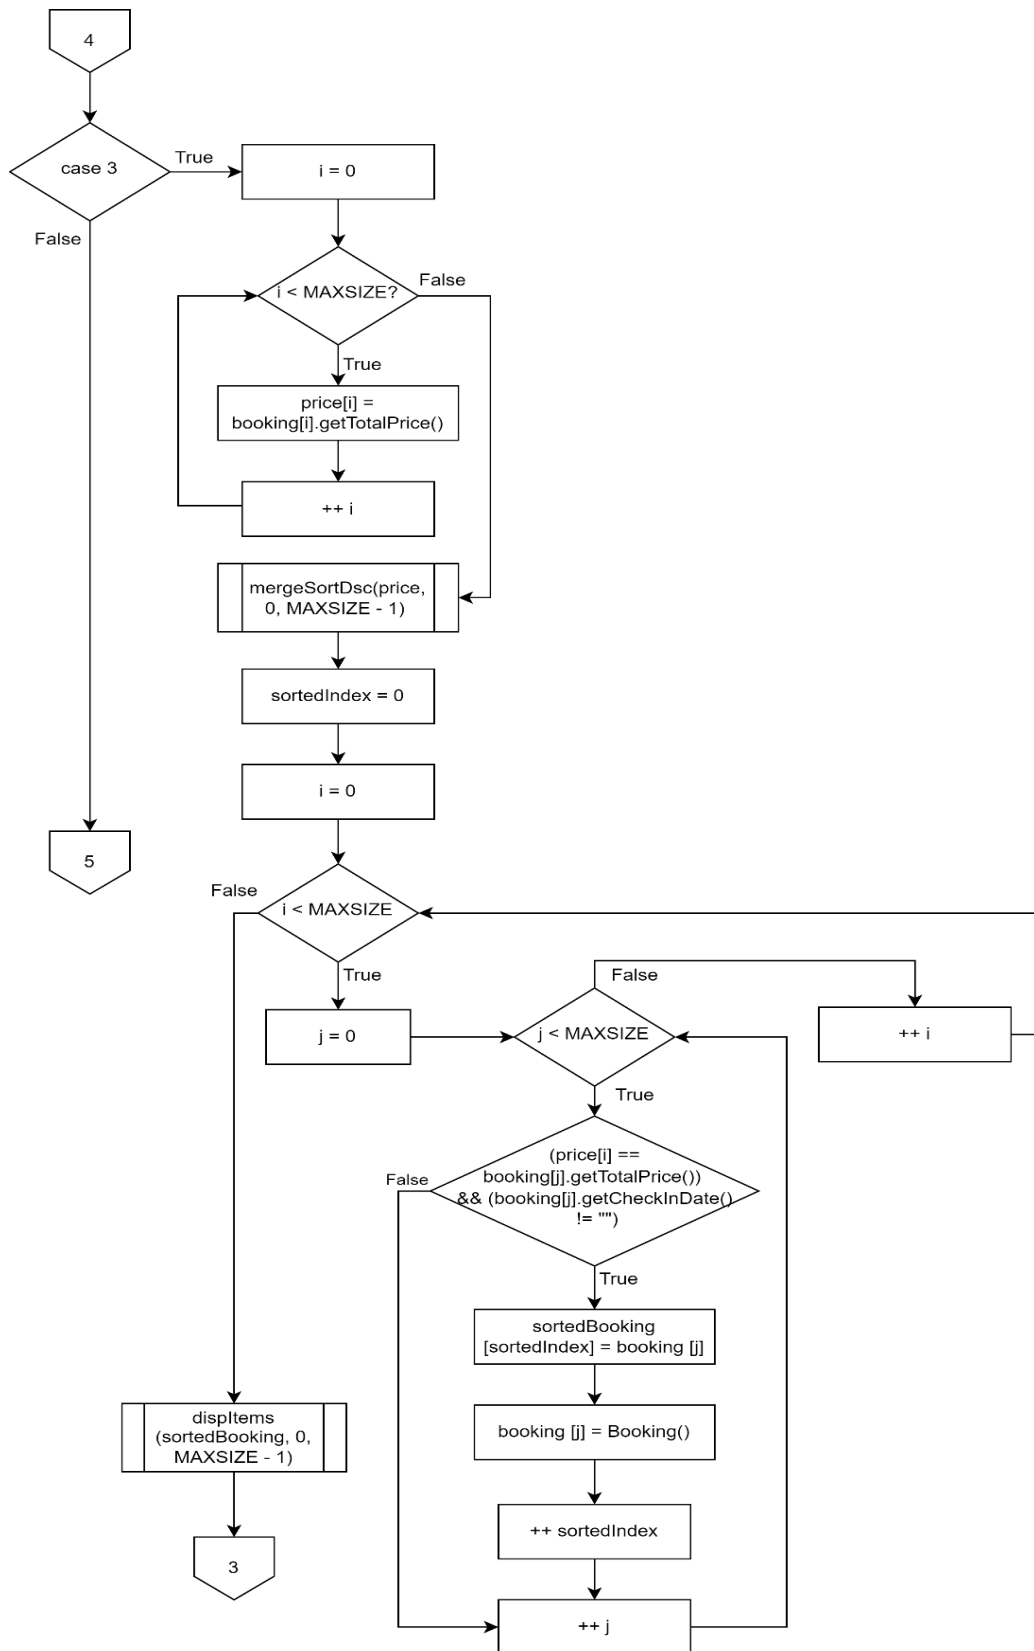 4
case 3
True
i = 0
False
i < MAXSIZE?
False
True
price[i] =
booking[i].getTotalPrice()
++ i
mergeSortDsc(price,
0, MAXSIZE - 1)
sortedIndex = 0
i = 0
5
False
i < MAXSIZE
True
False
j = 0
j < MAXSIZE
++ i
True
(price[i] ==
booking[j].getTotalPrice())
&& (booking[j].getCheckInDate()
!= "")
False
True
sortedBooking
[sortedIndex] = booking [j]
booking [j] = Booking()
dispItems
(sortedBooking, 0,
MAXSIZE - 1)
++ sortedIndex
3
++ j